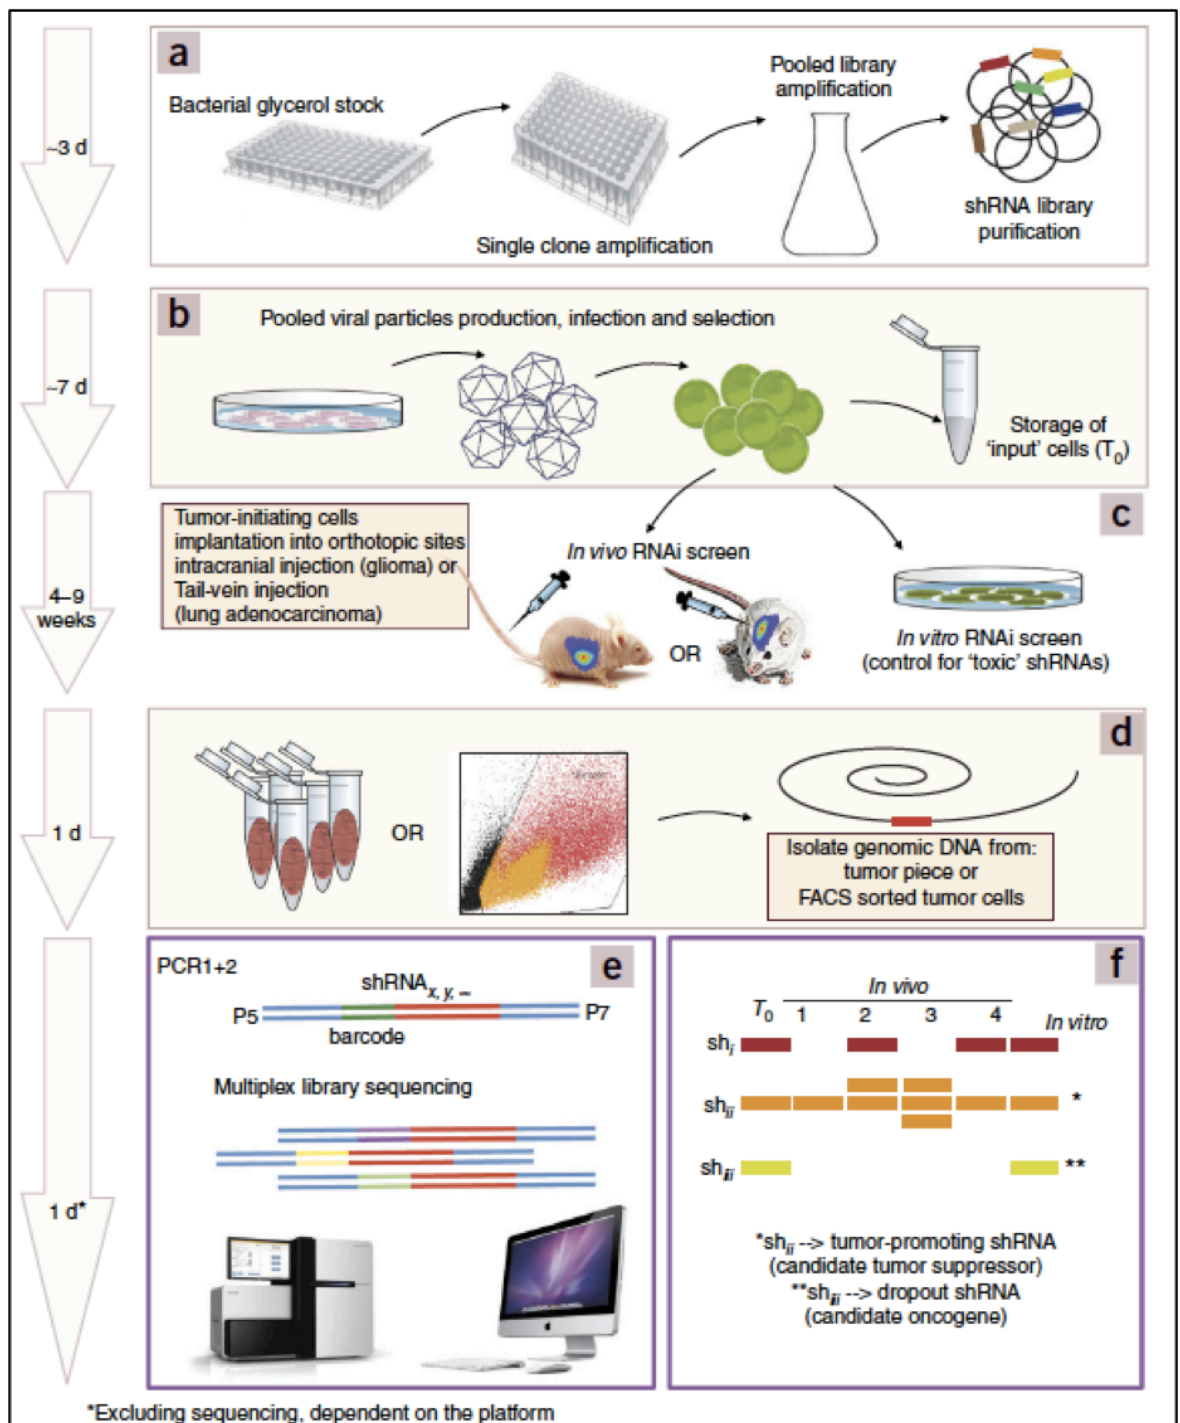 a
~3 d
Bacterial glycerol stock
Single clone amplification
Pooled library
amplification
shRNA library
purification
b
~7 d
Pooled viral particles production, infection and selection
Storage of
‘input’ cells (T0)
c
4–9
weeks
Tumor-initiating cells
implantation into orthotopic sites
intracranial injection (glioma) or
Tail-vein injection
(lung adenocarcinoma)
In vivo RNAi screen
OR
In vitro RNAi screen
(control for ‘toxic’ shRNAs)
d
1 d
OR
Isolate genomic DNA from:
tumor piece or
FACS sorted tumor cells
e
1 d*
PCR1+2
shRNAx, y, ...
P5
P7
barcode
Multiplex library sequencing
f
In vivo
T0 1 2 3 4
In vitro
shi
shii *
shiii **
*shii --> tumor-promoting shRNA
(candidate tumor suppressor)
**shiii --> dropout shRNA
(candidate oncogene)
*Excluding sequencing, dependent on the platform